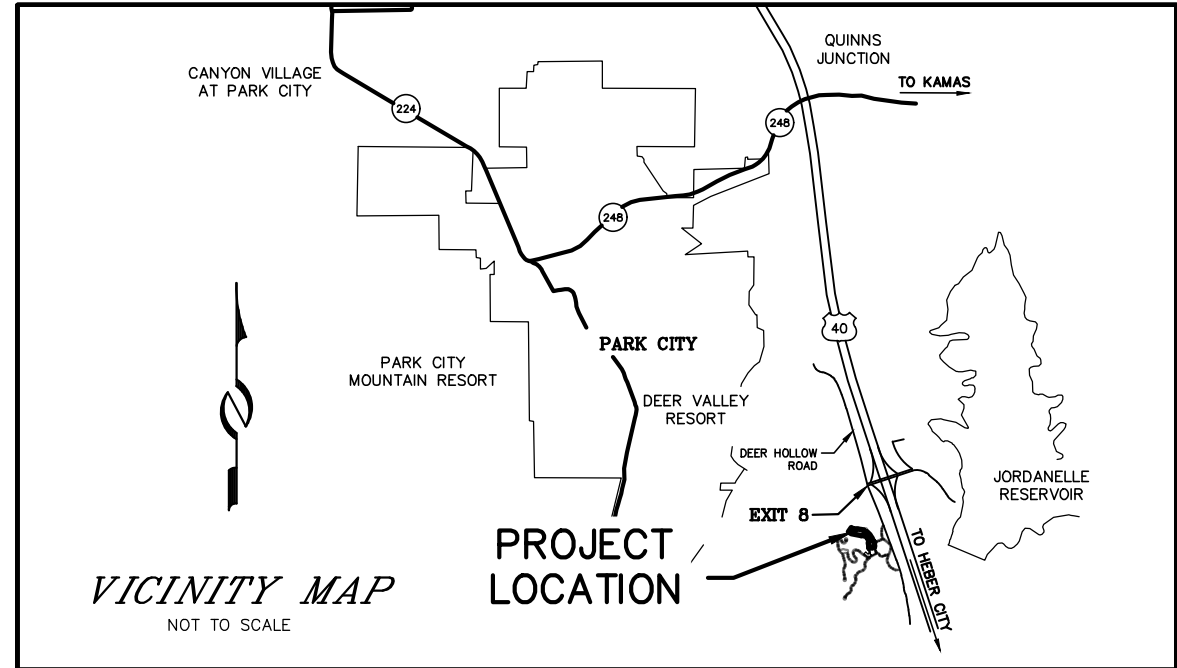 CANYON VILLAGE
AT PARK CITY
224
QUINNS
JUNCTION
TO KAMAS
248
248
40
PARK CITY
PARK CITY
MOUNTAIN RESORT
DEER VALLEY
RESORT
DEER HOLLOW
ROAD
JORDANELLE
RESERVOIR
EXIT 8
PROJECT
LOCATION
TO HEBER CITY
VICINITY MAP
NOT TO SCALE